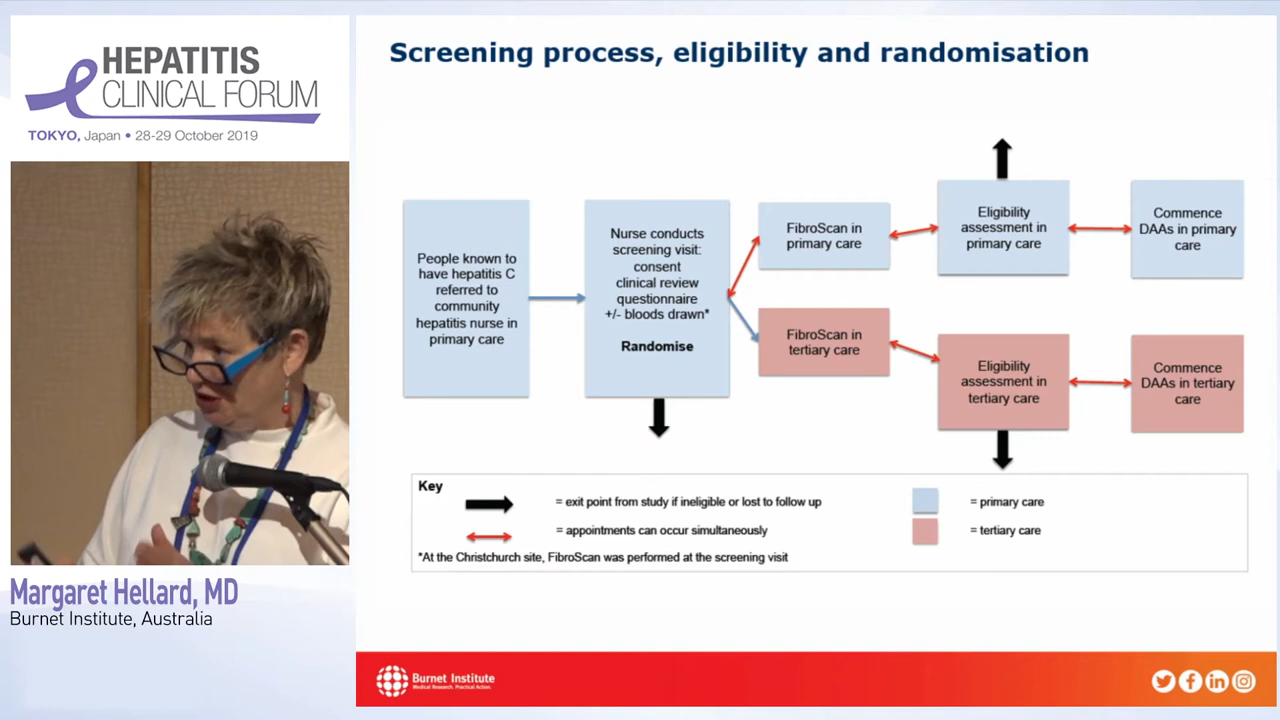 HEPATITIS
CLINICAL FORUM
TOKYO, Japan • 28-29 October 2019
Margaret Hellard, MD
Burnet Institute, Australia
Screening process, eligibility and randomisation
People known to
have hepatitis C
referred to
community
hepatitis nurse in
primary care
Nurse conducts
screening visit:
consent
clinical review
questionnaire
+/- bloods drawn*
Randomise
FibroScan in
primary care
Eligibility
assessment in
primary care
Commence
DAAs in primary
care
FibroScan in
tertiary care
Eligibility
assessment in
tertiary care
Commence
DAAs in tertiary
care
Key
= exit point from study if ineligible or lost to follow up
= primary care
= appointments can occur simultaneously
= tertiary care
*At the Christchurch site, FibroScan was performed at the screening visit
Burnet Institute
Medical Research. Practical Action.